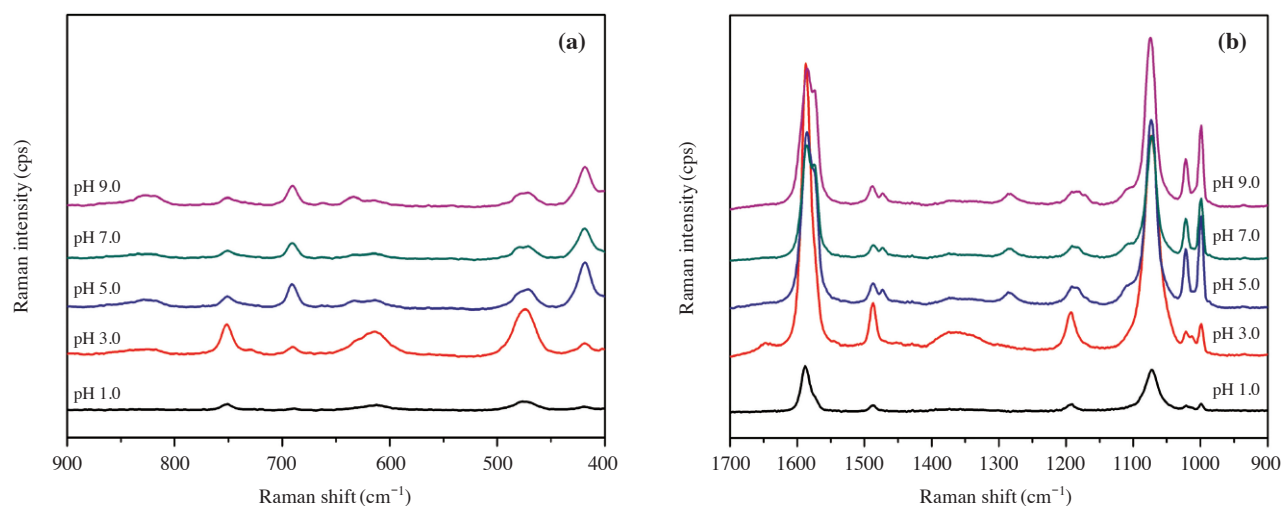 (a)
Raman intensity (cps)
pH 9.0
pH 7.0
pH 5.0
pH 3.0
pH 1.0
900 800 700 600 500 400
Raman shift (cm⁻¹)
(b)
Raman intensity (cps)
pH 9.0
pH 7.0
pH 5.0
pH 3.0
pH 1.0
1700 1600 1500 1400 1300 1200 1100 1000 900
Raman shift (cm⁻¹)